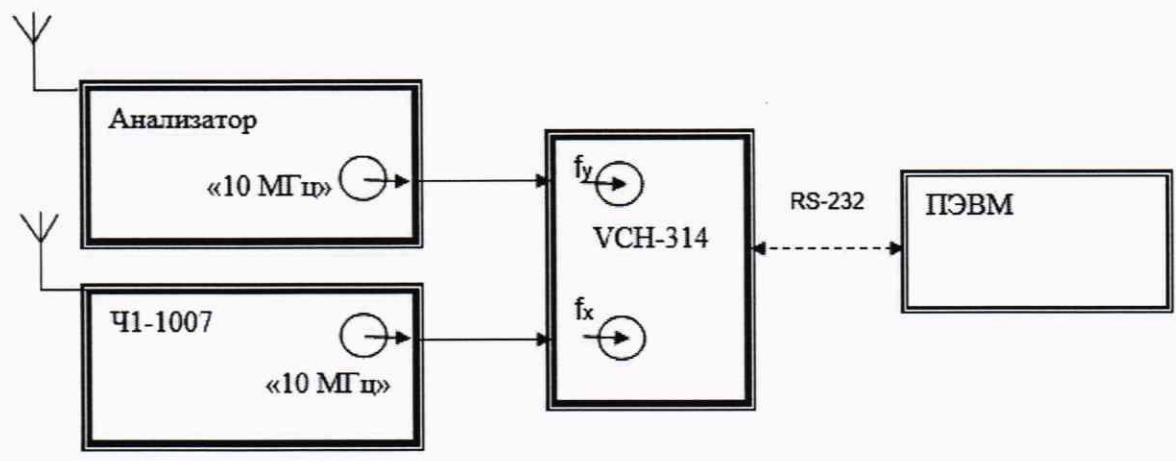 Анализатор
«10 МГц»
Ч1-1007
«10 МГц»
fy
VCH-314
fx
RS-232
ПЭВМ